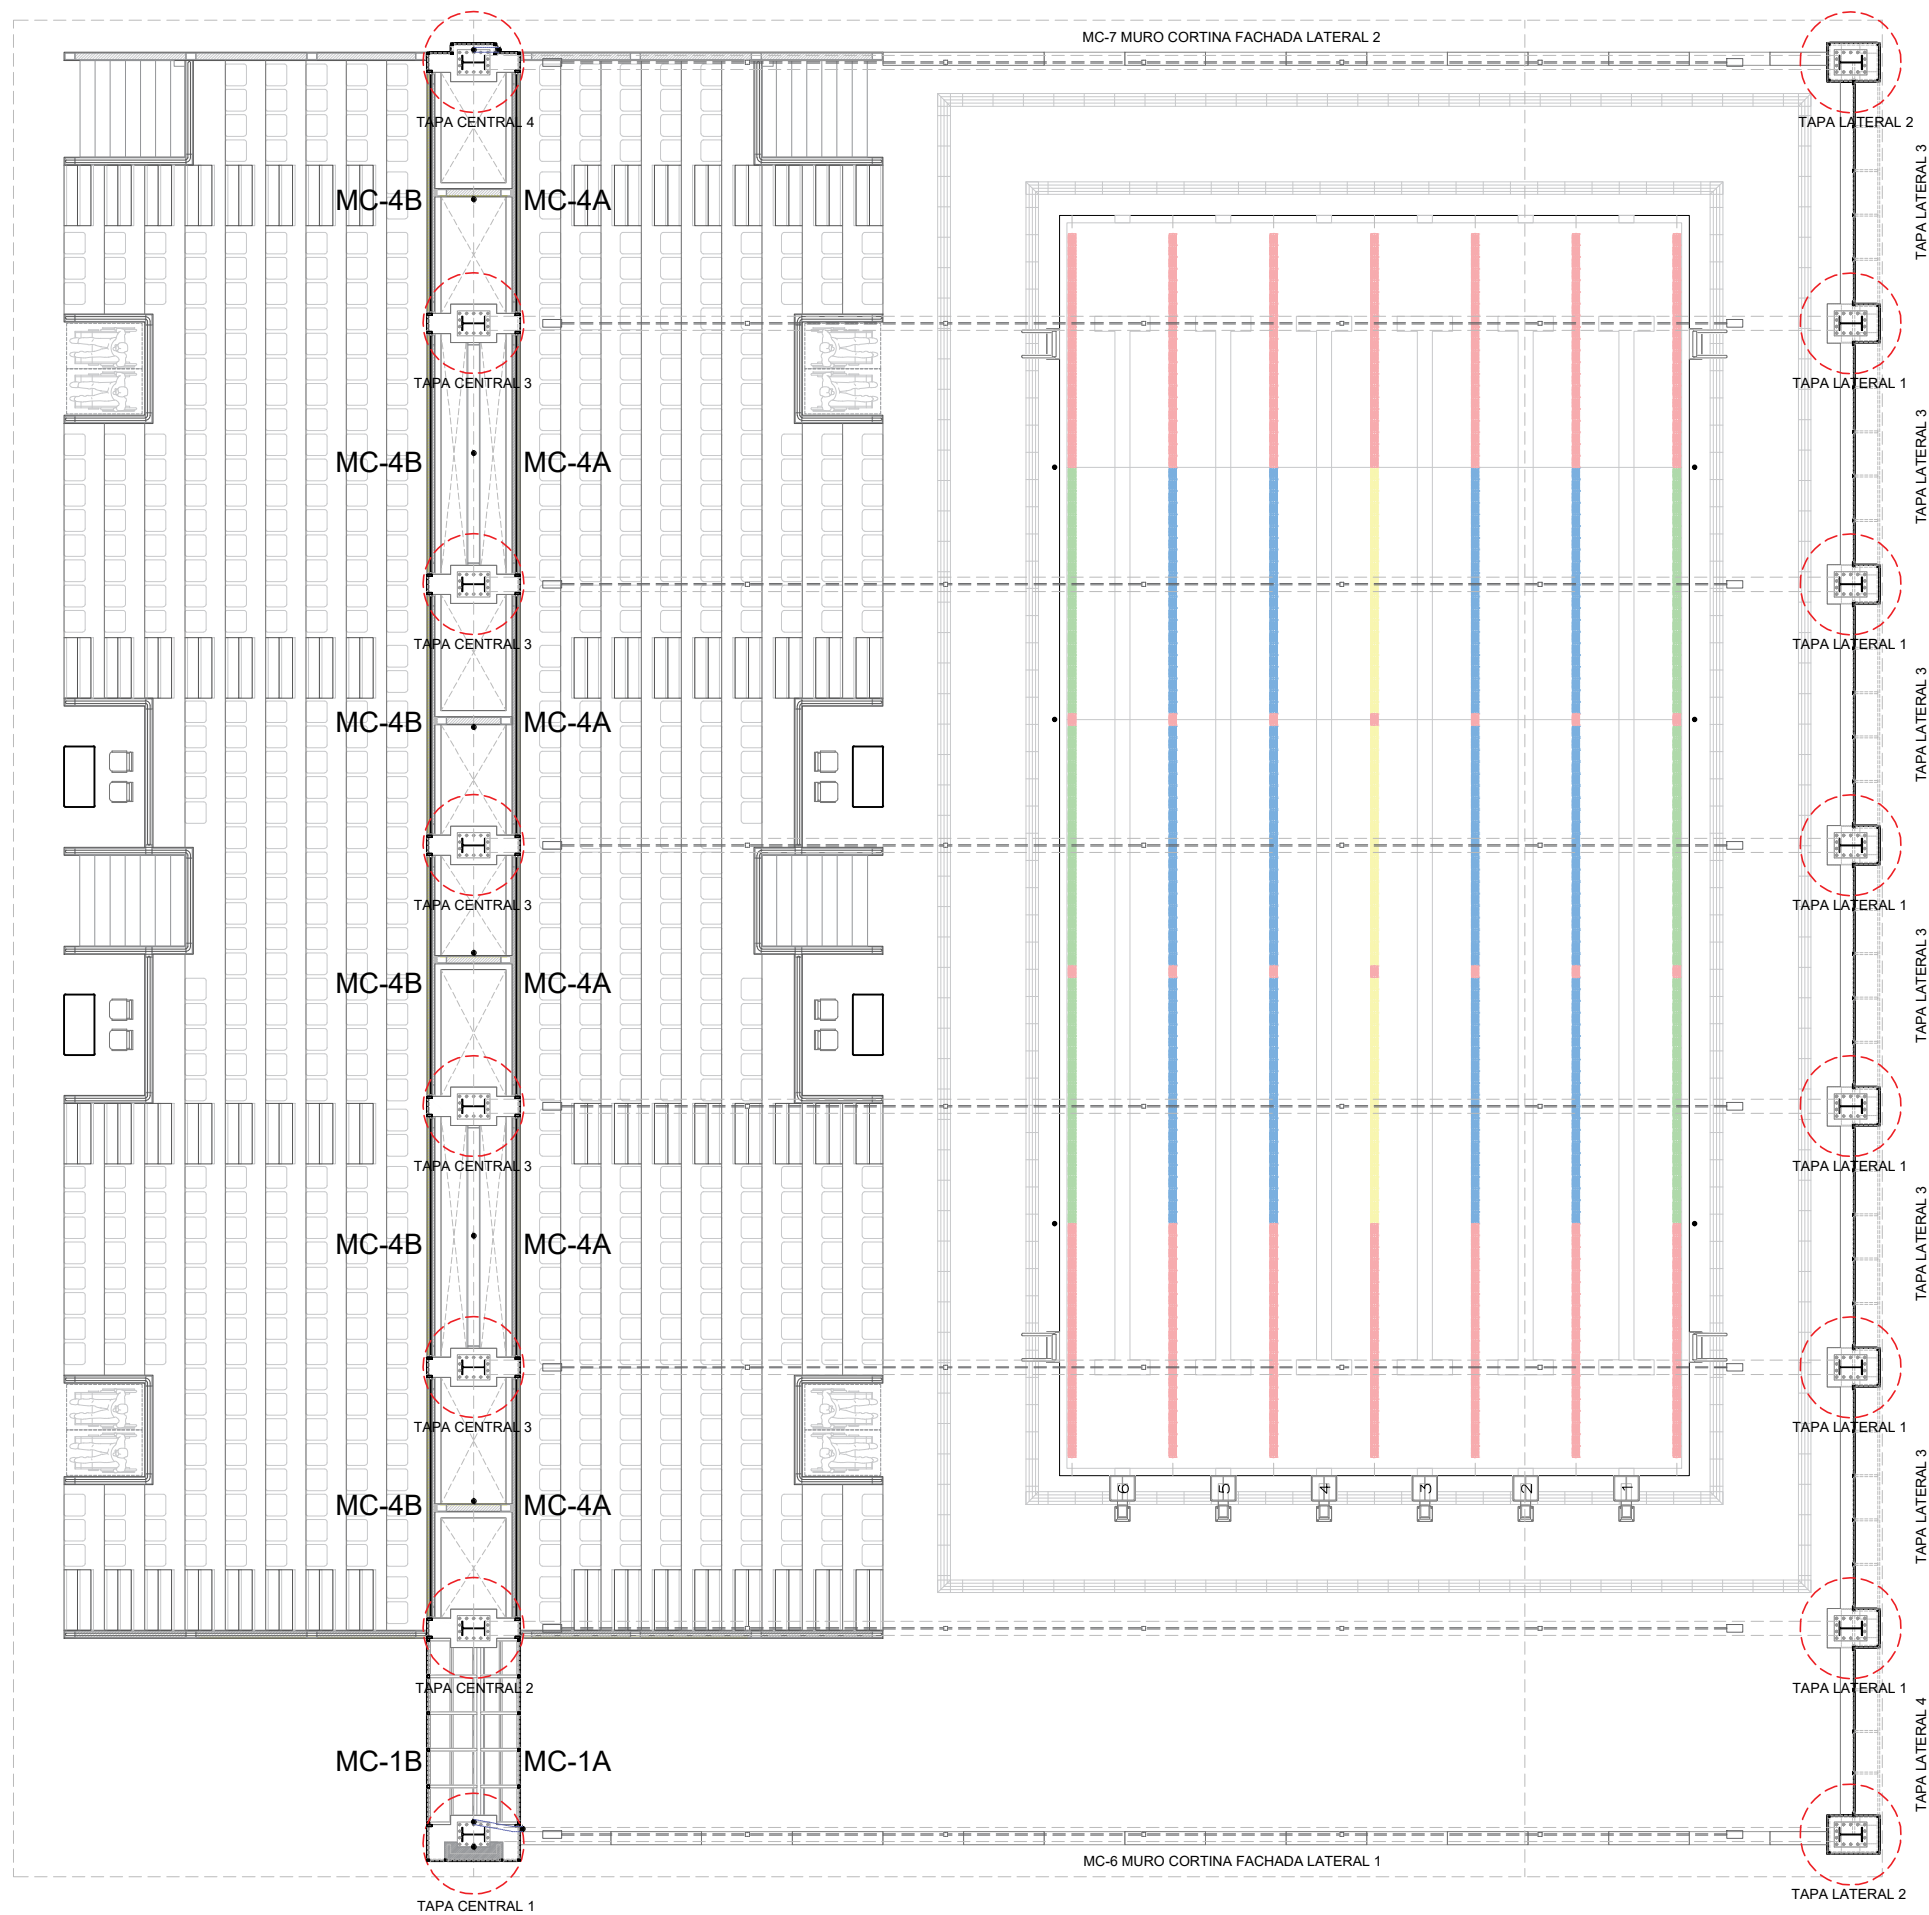 MC-7 MURO CORTINA FACHADA LATERAL 2
TAPA CENTRAL 4
TAPA LATERAL 2
MC-4B
MC-4A
TAPA LATERAL 3
TAPA CENTRAL 3
TAPA LATERAL 1
MC-4B
MC-4A
TAPA LATERAL 3
TAPA CENTRAL 3
TAPA LATERAL 1
MC-4B
MC-4A
TAPA LATERAL 3
TAPA CENTRAL 3
TAPA LATERAL 1
MC-4B
MC-4A
TAPA LATERAL 3
TAPA CENTRAL 3
TAPA LATERAL 1
MC-4B
MC-4A
TAPA LATERAL 3
TAPA CENTRAL 3
TAPA LATERAL 1
6
5
4
3
2
1
MC-4B
MC-4A
TAPA LATERAL 3
TAPA CENTRAL 2
TAPA LATERAL 1
MC-1B
MC-1A
TAPA LATERAL 4
MC-6 MURO CORTINA FACHADA LATERAL 1
TAPA CENTRAL 1
TAPA LATERAL 2